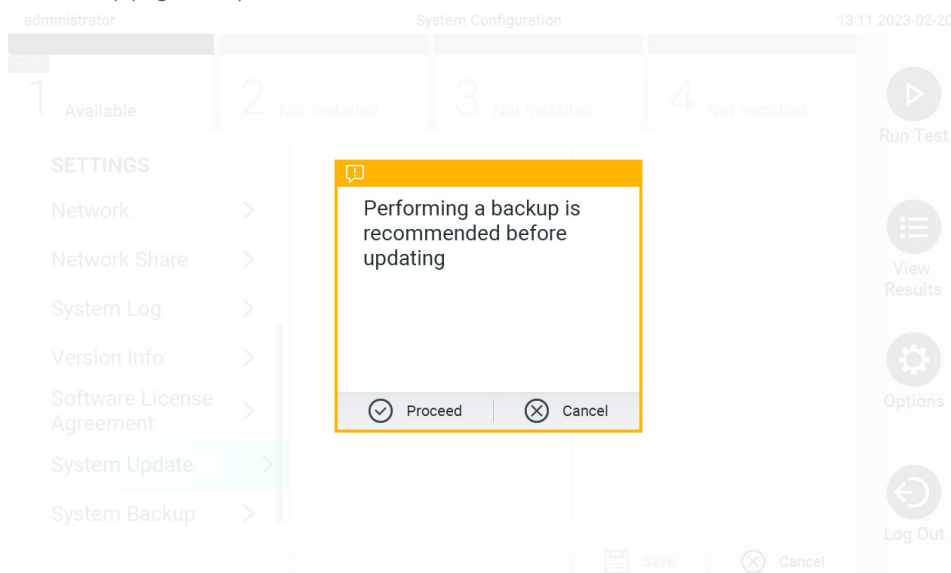 administrator
System Configuration
13:11 2023-02-20
1 Available
2 Not installed
3 Not installed
4 Not installed
Run Test
SETTINGS
Network
Network Share
System Log
Version Info
Software License
Agreement
System Update
System Backup
Performing a backup is
recommended before
updating
Proceed
Cancel
View
Results
Options
Log Out
Save
Cancel